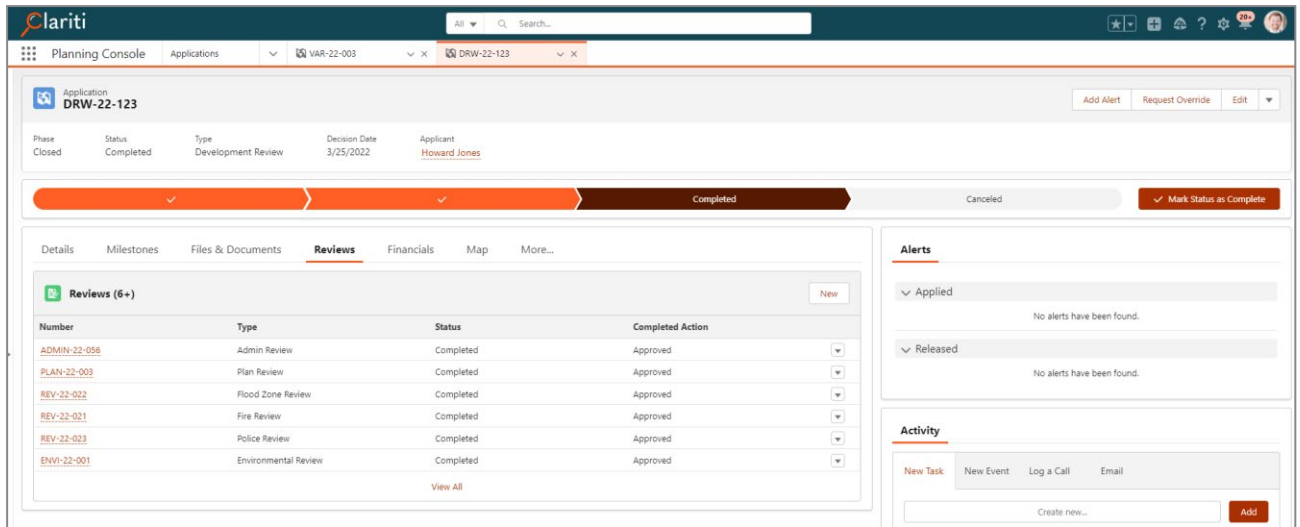 Clariti
All
Search...
20+
Planning Console
Applications
VAR-22-003
DRW-22-123
Application
DRW-22-123
Add Alert
Request Override
Edit
Phase Status Type Decision Date Applicant
Closed Completed Development Review 3/25/2022 Howard Jones
Completed
Canceled
Mark Status as Complete
Details Milestones Files & Documents Reviews Financials Map More...
Reviews (6+)
New
Number Type Status Completed Action
ADMIN-22-056 Admin Review Completed Approved
PLAN-22-003 Plan Review Completed Approved
REV-22-022 Flood Zone Review Completed Approved
REV-22-021 Fire Review Completed Approved
REV-22-023 Police Review Completed Approved
ENVI-22-001 Environmental Review Completed Approved
View All
Alerts
Applied
No alerts have been found.
Released
No alerts have been found.
Activity
New Task New Event Log a Call Email
Create new...
Add